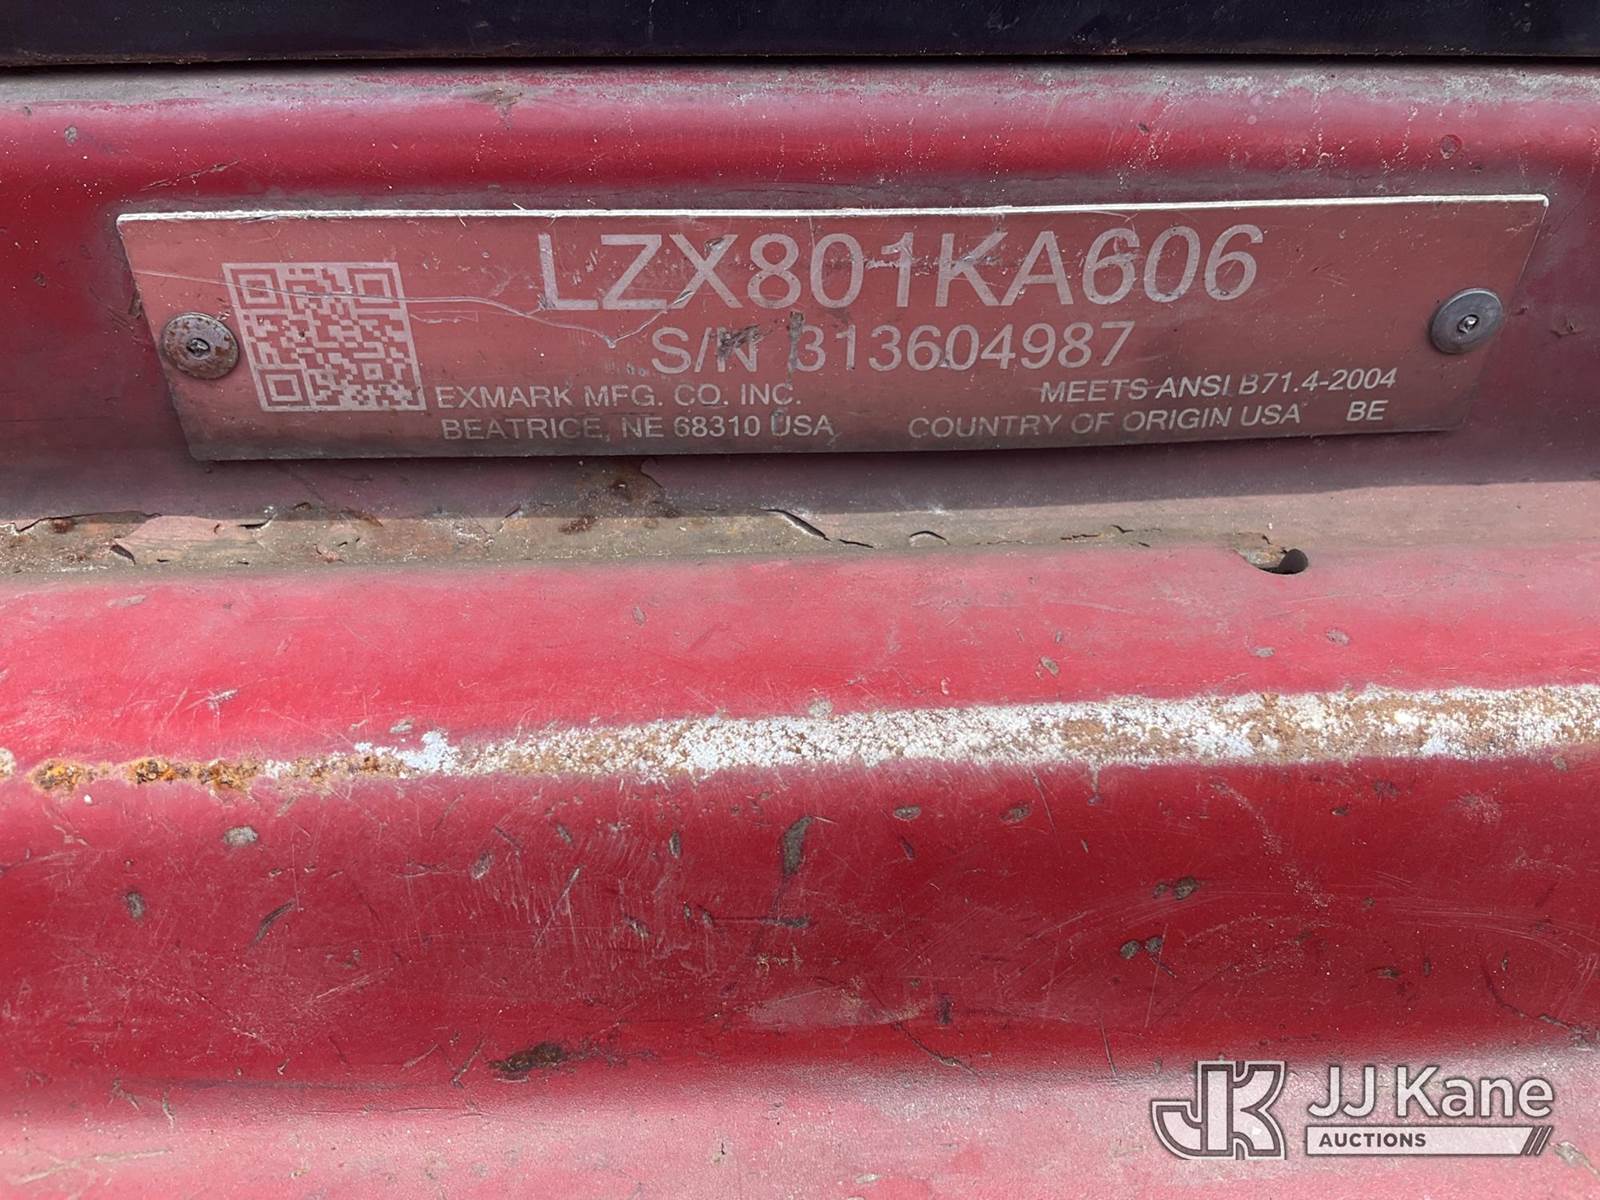 LZX801KA606
S/N 313604987
EXMARK MFG. CO. INC.
BEATRICE, NE 68310 USA
MEETS ANSI B71.4-2004
COUNTRY OF ORIGIN USA BE
JK JJ Kane
AUCTIONS